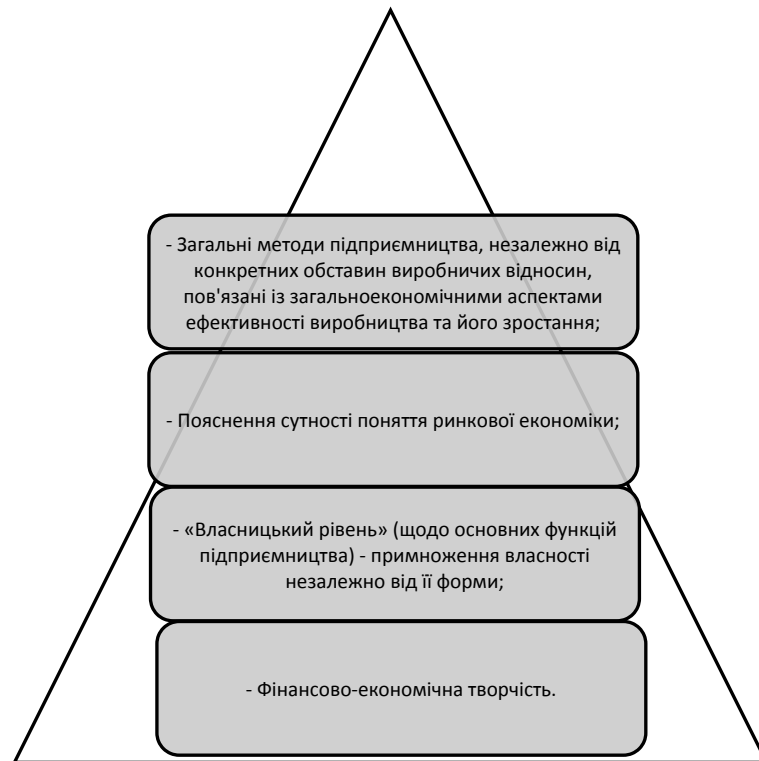 - Загальні методи підприємництва, незалежно від
конкретних обставин виробничих відносин,
пов'язані із загальноекономічними аспектами
ефективності виробництва та його зростання;
- Пояснення сутності поняття ринкової економіки;
- «Власницький рівень» (щодо основних функцій
підприємництва) - примноження власності
незалежно від її форми;
- Фінансово-економічна творчість.